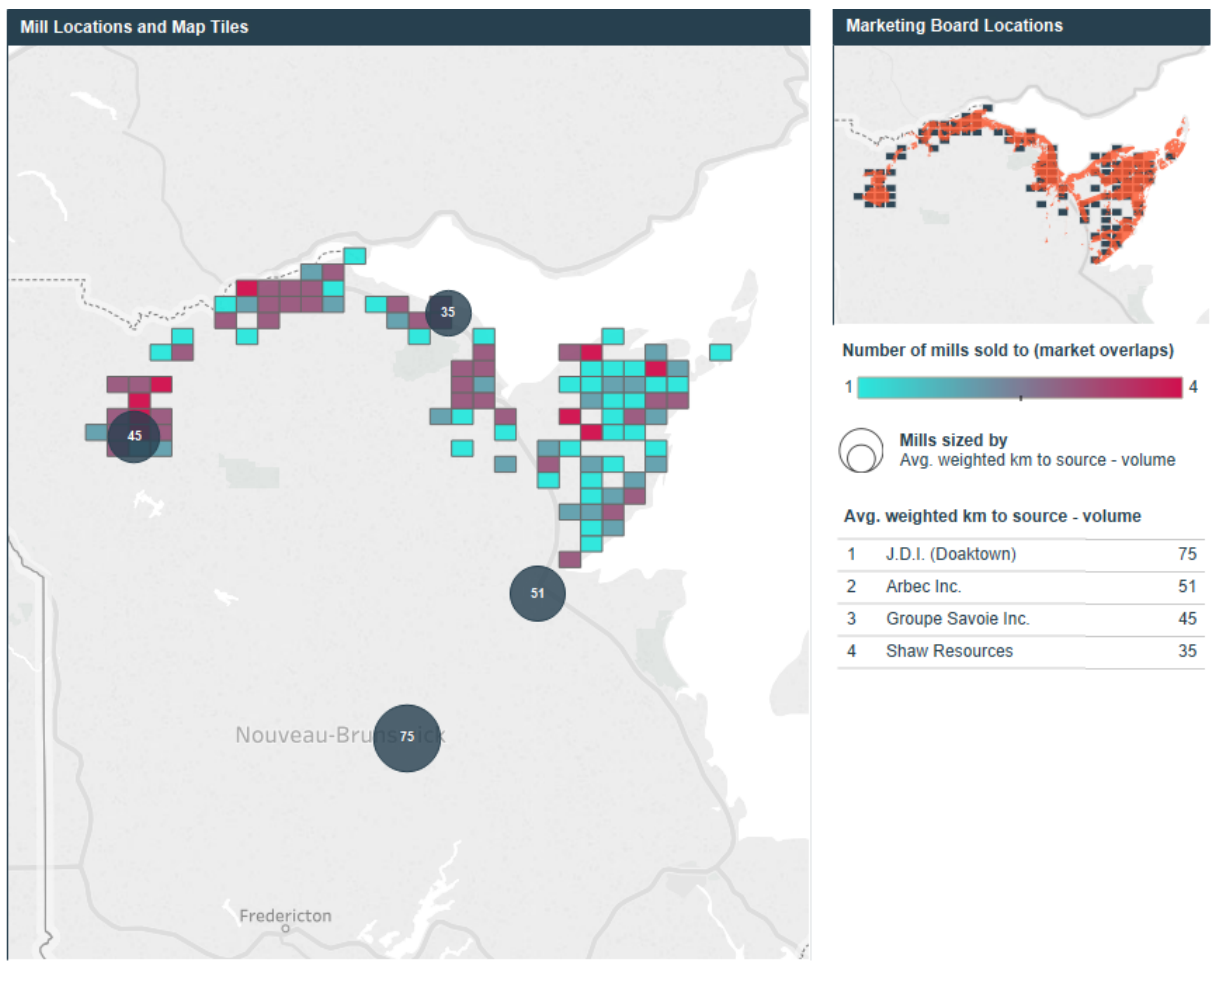 Mill Locations and Map Tiles
35
45
51
Nouveau-Brunswick
75
Fredericton
Marketing Board Locations
Number of mills sold to (market overlaps)
1 4
Mills sized by
Avg. weighted km to source - volume
Avg. weighted km to source - volume
1 J.D.I. (Doaktown) 75
2 Arbec Inc. 51
3 Groupe Savoie Inc. 45
4 Shaw Resources 35